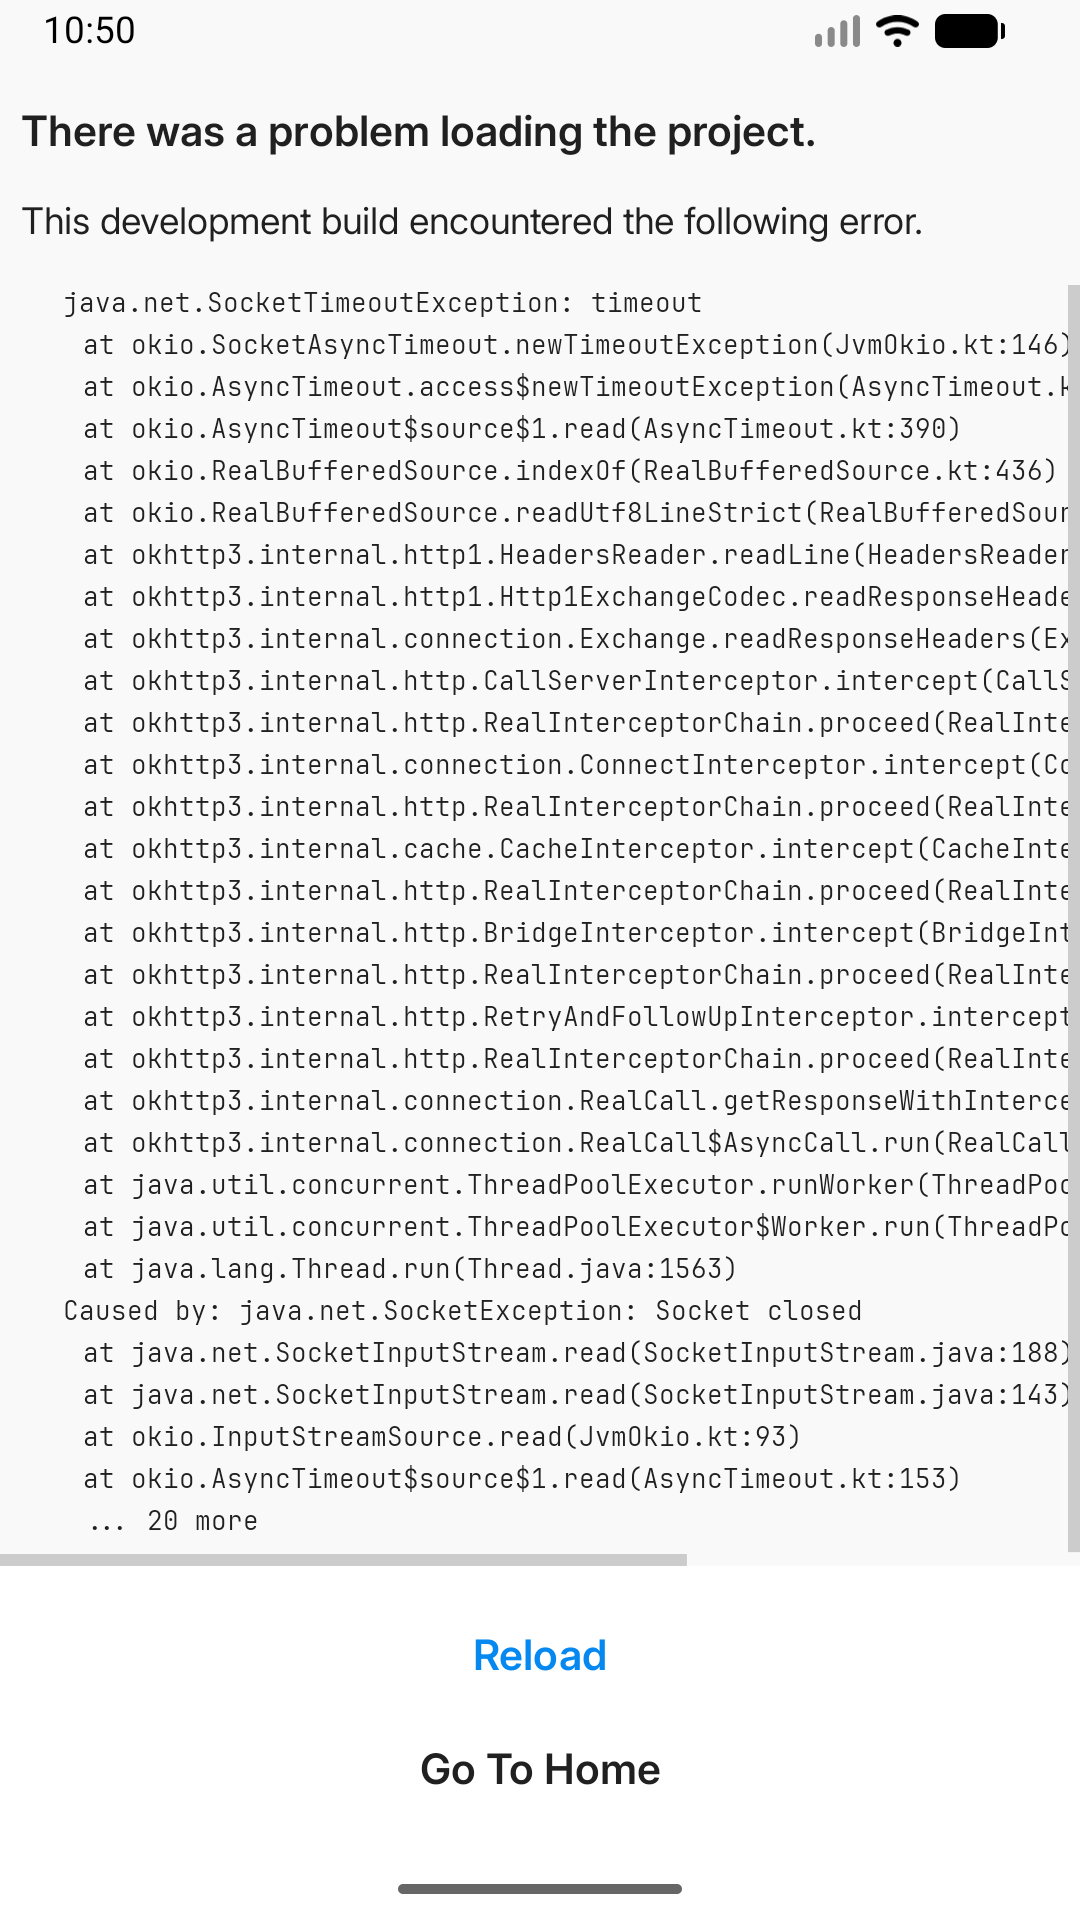 10:50
There was a problem loading the project.
This development build encountered the following error.
java.net.SocketTimeoutException: timeout
at okio.SocketAsyncTimeout.newTimeoutException(JvmOkio.kt:146)
at okio.AsyncTimeout.access$newTimeoutException(AsyncTimeout.k
at okio.AsyncTimeout$source$1.read(AsyncTimeout.kt:390)
at okio.RealBufferedSource.indexOf(RealBufferedSource.kt:436)
at okio.RealBufferedSource.readUtf8LineStrict(RealBufferedSour
at okhttp3.internal.http1.HeadersReader.readLine(HeadersReader
at okhttp3.internal.http1.Http1ExchangeCodec.readResponseHeade
at okhttp3.internal.connection.Exchange.readResponseHeaders(Ex
at okhttp3.internal.http.CallServerInterceptor.intercept(CallS
at okhttp3.internal.http.RealInterceptorChain.proceed(RealInte
at okhttp3.internal.connection.ConnectInterceptor.intercept(Co
at okhttp3.internal.http.RealInterceptorChain.proceed(RealInte
at okhttp3.internal.cache.CacheInterceptor.intercept(CacheInte
at okhttp3.internal.http.RealInterceptorChain.proceed(RealInte
at okhttp3.internal.http.BridgeInterceptor.intercept(BridgeInt
at okhttp3.internal.http.RealInterceptorChain.proceed(RealInte
at okhttp3.internal.http.RetryAndFollowUpInterceptor.intercept
at okhttp3.internal.http.RealInterceptorChain.proceed(RealInte
at okhttp3.internal.connection.RealCall.getResponseWithInterce
at okhttp3.internal.connection.RealCall$AsyncCall.run(RealCall
at java.util.concurrent.ThreadPoolExecutor.runWorker(ThreadPoo
at java.util.concurrent.ThreadPoolExecutor$Worker.run(ThreadPo
at java.lang.Thread.run(Thread.java:1563)
Caused by: java.net.SocketException: Socket closed
at java.net.SocketInputStream.read(SocketInputStream.java:188)
at java.net.SocketInputStream.read(SocketInputStream.java:143)
at okio.InputStreamSource.read(JvmOkio.kt:93)
at okio.AsyncTimeout$source$1.read(AsyncTimeout.kt:153)
... 20 more
Reload
Go To Home